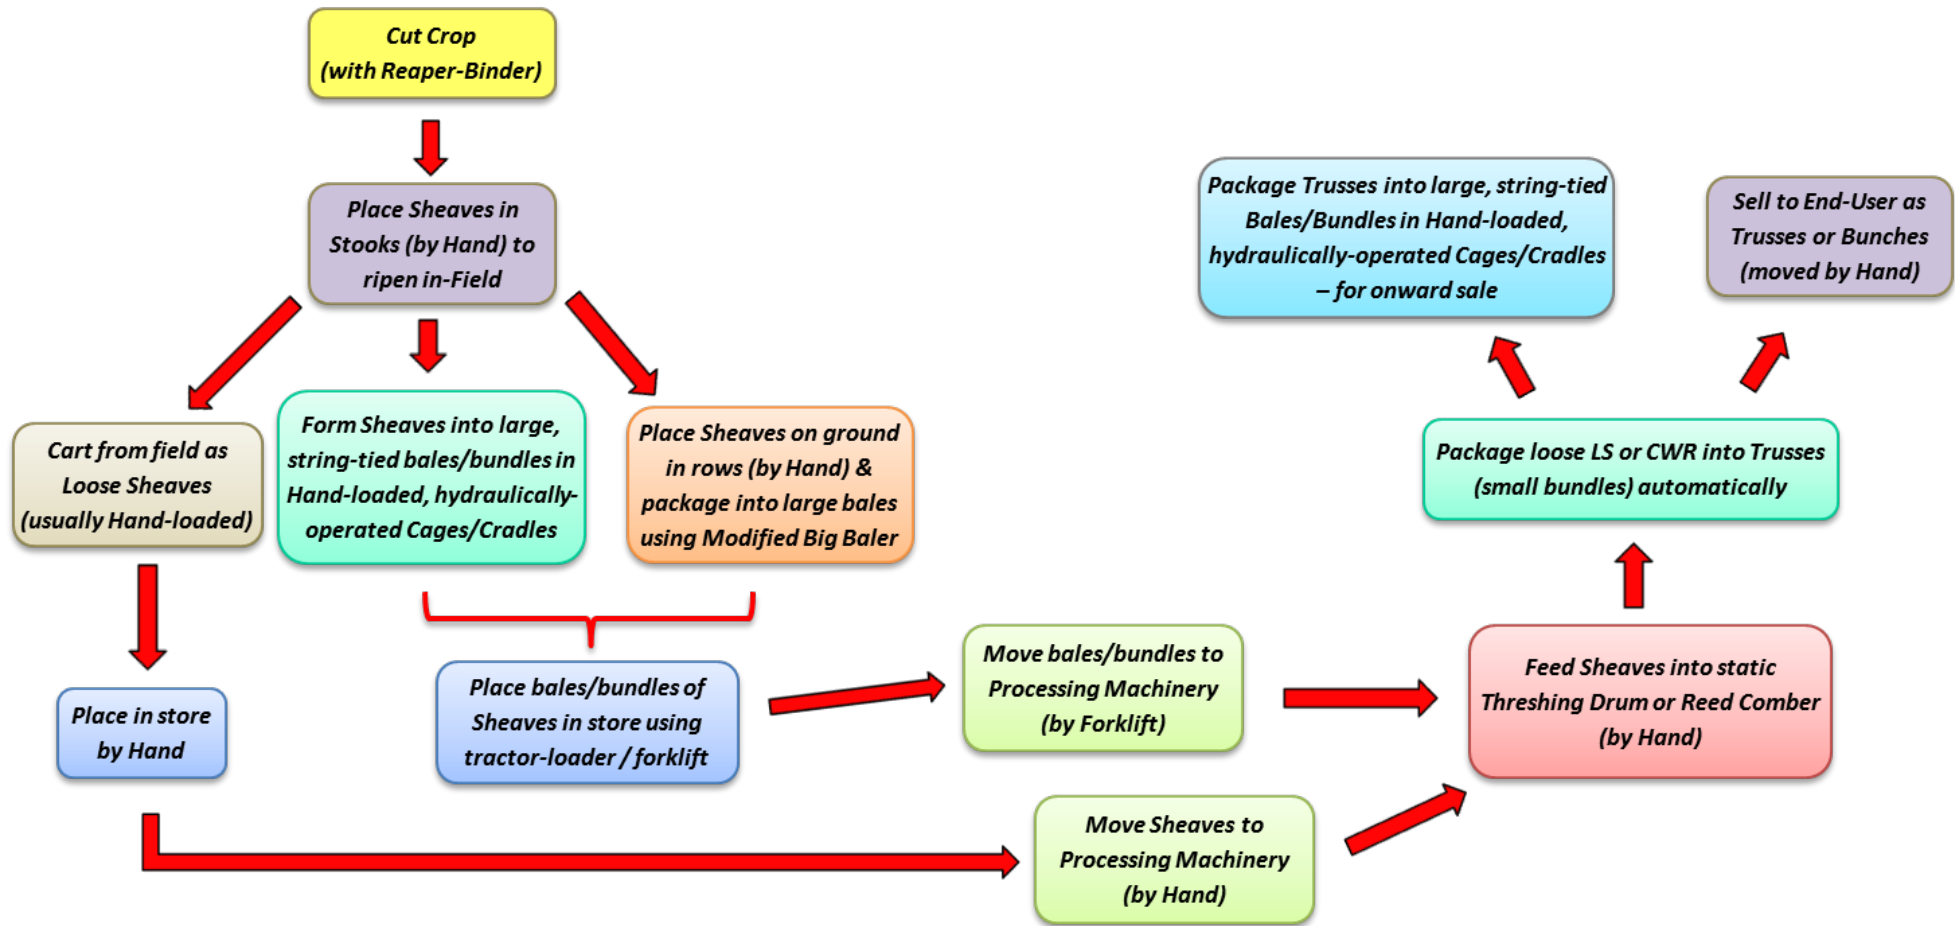 Cut Crop
(with Reaper-Binder)
Place Sheaves in
Stooks (by Hand) to
ripen in-Field
Cart from field as
Loose Sheaves
(usually Hand-loaded)
Form Sheaves into large,
string-tied bales/bundles in
Hand-loaded, hydraulically-
operated Cages/Cradles
Place Sheaves on ground
in rows (by Hand) &
package into large bales
using Modified Big Baler
Place in store
by Hand
Place bales/bundles of
Sheaves in store using
tractor-loader / forklift
Move bales/bundles to
Processing Machinery
(by Forklift)
Move Sheaves to
Processing Machinery
(by Hand)
Feed Sheaves into static
Threshing Drum or Reed Comber
(by Hand)
Package loose LS or CWR into Trusses
(small bundles) automatically
Package Trusses into large, string-tied
Bales/Bundles in Hand-loaded,
hydraulically-operated Cages/Cradles
– for onward sale
Sell to End-User as
Trusses or Bunches
(moved by Hand)